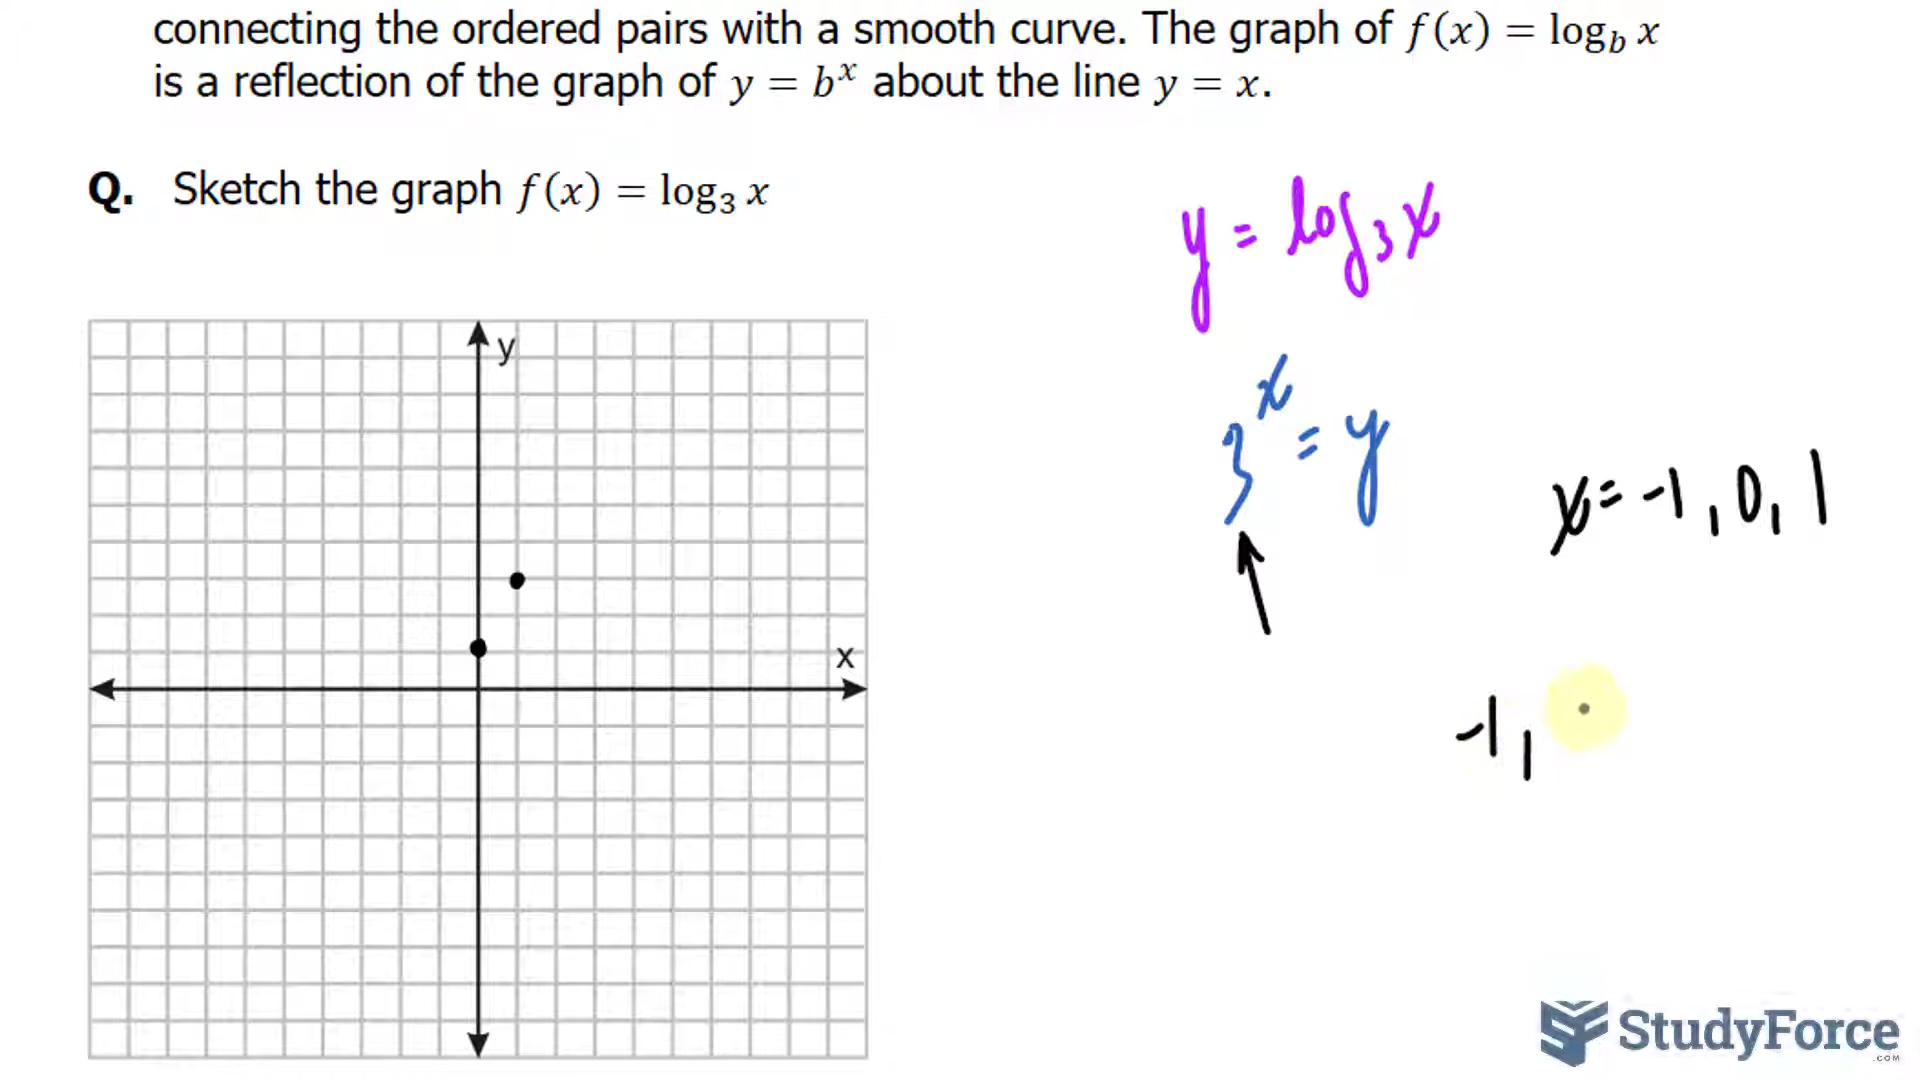 connecting the ordered pairs with a smooth curve. The graph of f(x) = log_b x
is a reflection of the graph of y = b^x about the line y = x.
Q. Sketch the graph f(x) = log_3 x
y = log_3 x
3^x = y
x = -1, 0, 1
-1,
y
x
StudyForce
.COM